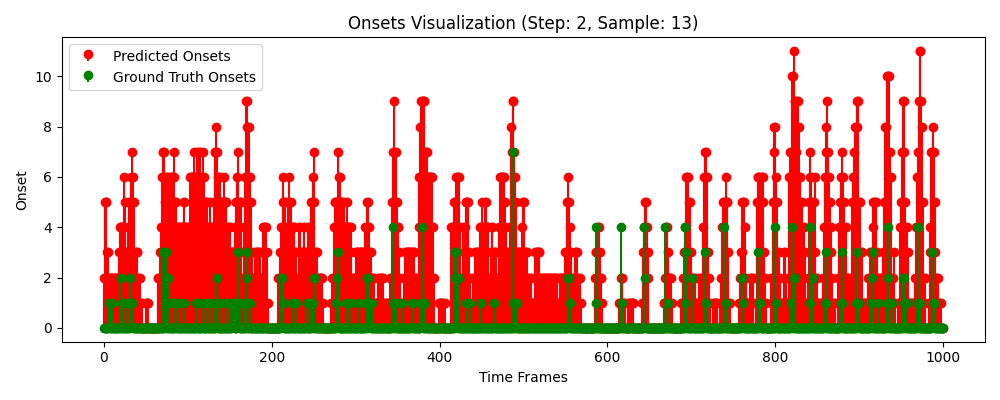 Onsets Visualization (Step: 2, Sample: 13)
Predicted Onsets
Ground Truth Onsets
Onset
10
8
6
4
2
0
0 200 400 600 800 1000
Time Frames